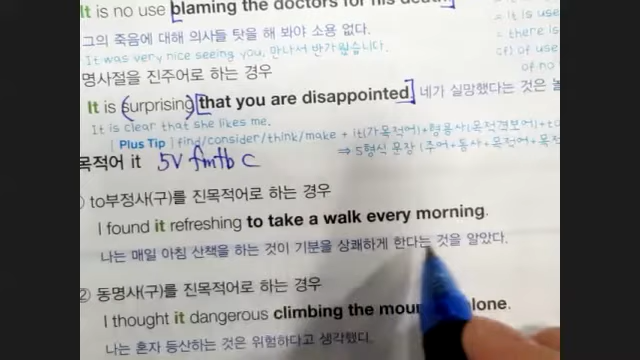 It is no use blaming the doctors for his death
= it is use
그의 죽음에 대해 의사들 탓을 해 봐야 소용 없다.
= there is
It was very nice seeing you, 만나서 반가웠습니다.
cf) of use
명사절을 진주어로 하는 경우
of no
It is (surprising) [that you are disappointed.] 네가 실망했다는 것은
It is clear that she likes me.
Plus Tip | find/consider/think/make + it(가목적어)+형용사(목적격보어)+
목적어 it 5V
⇒ 5형식 문장 (주어+동사+목적어+목적
to부정사(구)를 진목적어로 하는 경우
I found it refreshing to take a walk every morning.
나는 매일 아침 산책을 하는 것이 기분을 상쾌하게 한다는 것을 알았다.
② 동명사(구)를 진목적어로 하는 경우
I thought it dangerous climbing the mou lone.
나는 혼자 등산하는 것은 위험하다고 생각했다.